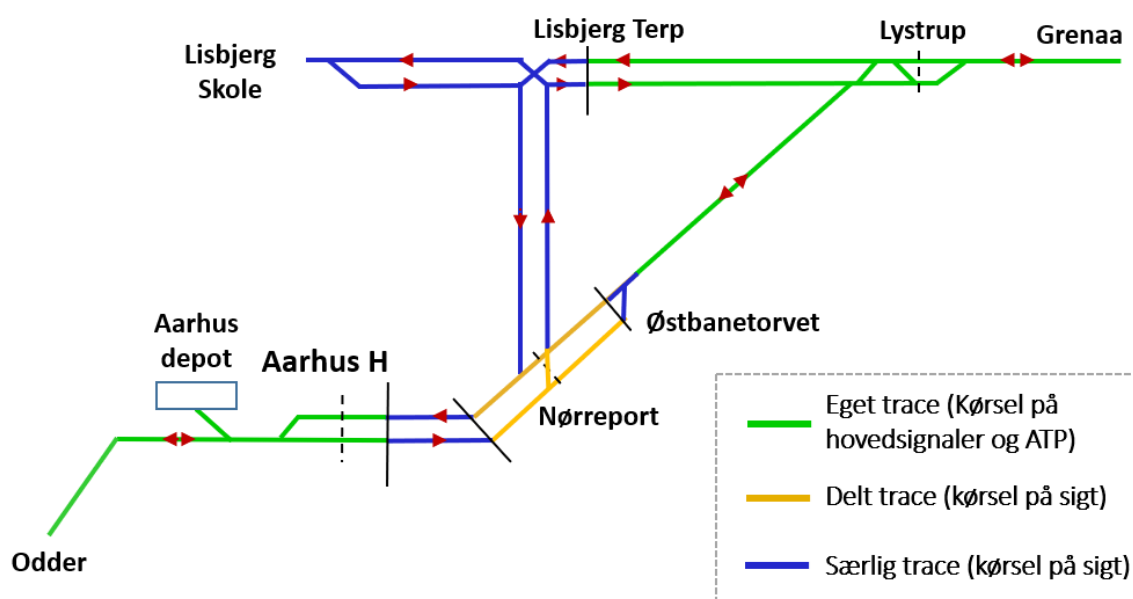 Lisbjerg
Skole
Lisbjerg Terp
Lystrup
Grenaa
Aarhus
depot
Aarhus H
Østbanetorvet
Nørreport
Odder
Eget trace (Kørsel på
hovedsignaler og ATP)
Delt trace (kørsel på sigt)
Særlig trace (kørsel på sigt)